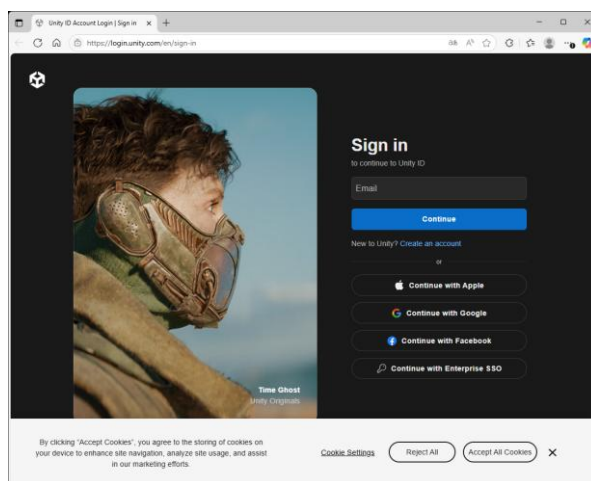 Unity ID Account Login | Sign in
https://login.unity.com/en/sign-in
Sign in
to continue to Unity ID
Email
Continue
New to Unity? Create an account
or
Continue with Apple
Continue with Google
Continue with Facebook
Continue with Enterprise SSO
Time Ghost
Unity Originals
By clicking "Accept Cookies", you agree to the storing of cookies on
your device to enhance site navigation, analyze site usage, and assist
in our marketing efforts.
Cookie Settings
Reject All
Accept All Cookies